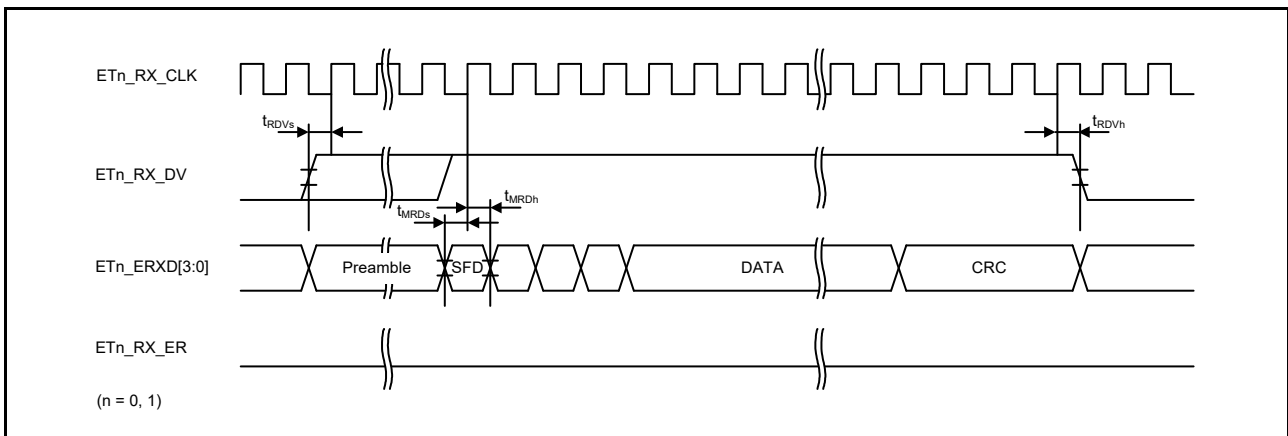 ETn_RX_CLK
tRDVs
tRDVh
ETn_RX_DV
tMRDs
tMRDh
ETn_ERXD[3:0]
Preamble
SFD
DATA
CRC
ETn_RX_ER
(n = 0, 1)